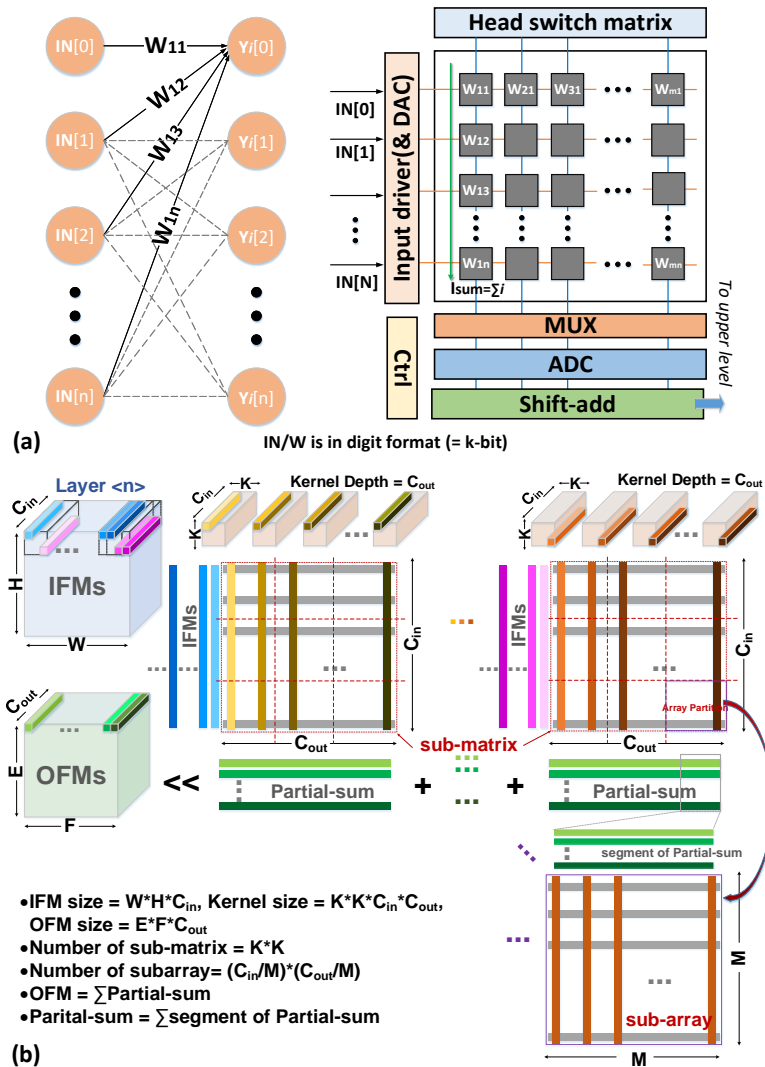 IN[0]
IN[1]
IN[2]
IN[n]
W11
W12
W13
W1n
Yi[0]
Yi[1]
Yi[2]
Yi[n]
Head switch matrix
Input driver(& DAC)
IN[0]
IN[1]
IN[N]
W11 W21 W31 Wm1
W12
W13
W1n Wmn
Isum=∑i
MUX
ADC
Shift-add
Ctrl
To upper level
(a)
IN/W is in digit format (= k-bit)
Layer <n>
Cin
H
IFMs
W
Cin
K
Kernel Depth = Cout
K
IFMs
Cin
Cout
Cin
K
Kernel Depth = Cout
K
IFMs
Cin
Array Partition
Cout
sub-matrix
Cout
E
OFMs
F
<<
Partial-sum
+
+
Partial-sum
segment of Partial-sum
M
sub-array
M
•IFM size = W*H*Cin, Kernel size = K*K*Cin*Cout,
OFM size = E*F*Cout
•Number of sub-matrix = K*K
•Number of subarray= (Cin/M)*(Cout/M)
•OFM = ∑Partial-sum
•Parital-sum = ∑segment of Partial-sum
(b)